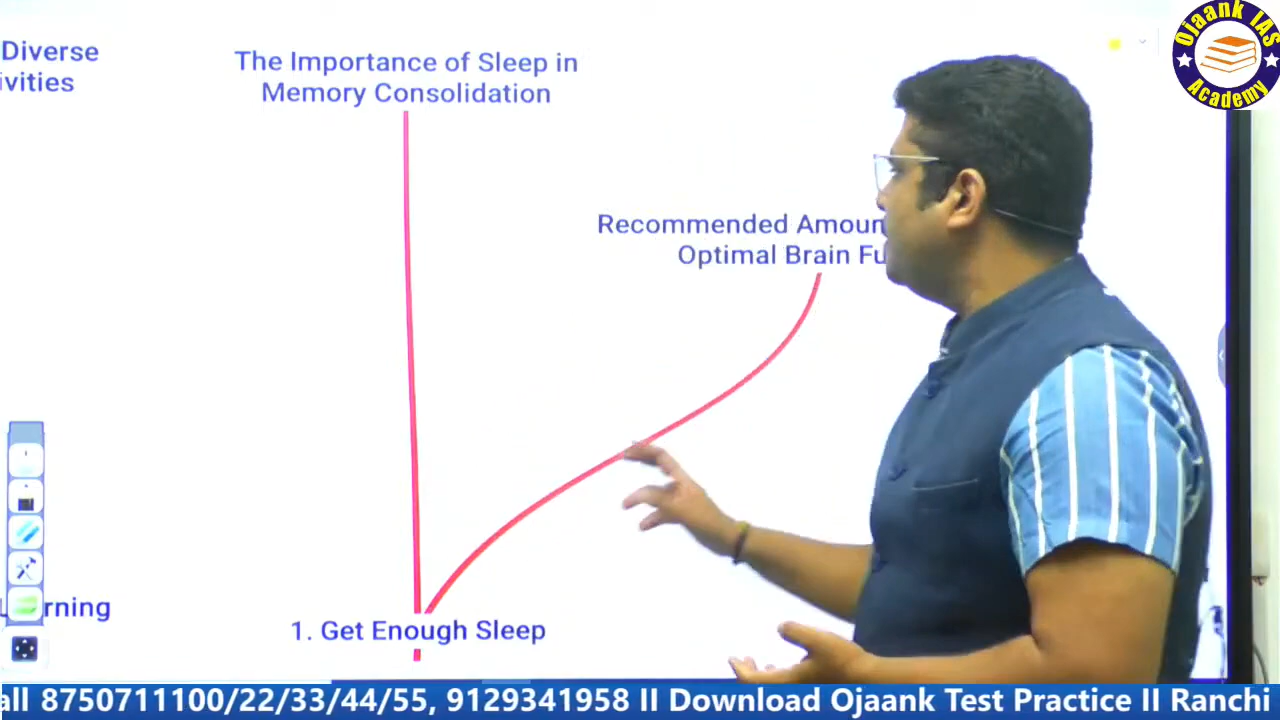 Diverse
ivities
The Importance of Sleep in
Memory Consolidation
Recommended Amoun
Optimal Brain Fu
rning
1. Get Enough Sleep
Ojaank IAS
Academy
all 8750711100/22/33/44/55, 9129341958 II Download Ojaank Test Practice II Ranchi